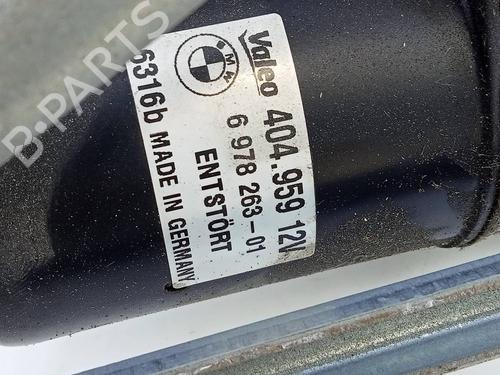 Valeo 404.959 12V
BMW 6 978 263-01
ENTSTÖRT
6316b MADE IN GERMANY
B-PARTS